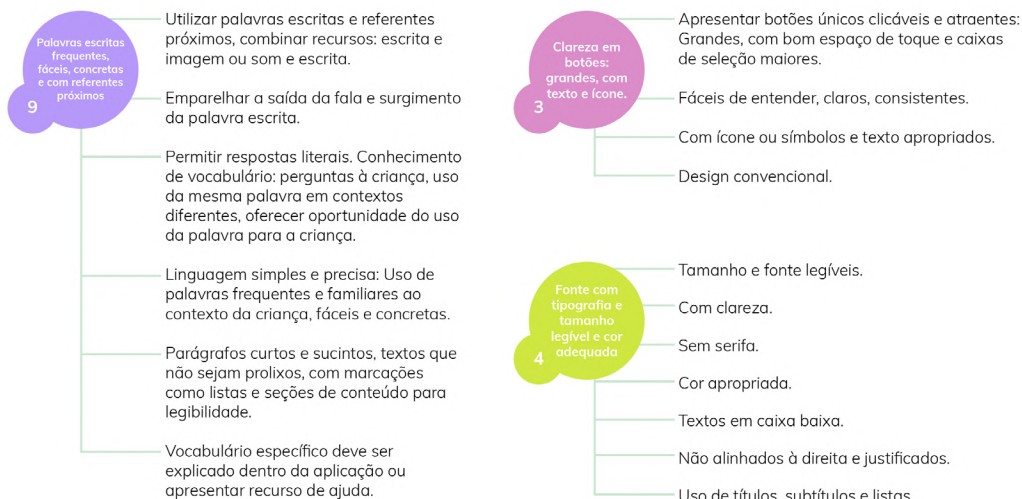 Palavras escritas
frequentes,
fáceis, concretas
e com referentes
próximos
9
Utilizar palavras escritas e referentes
próximos, combinar recursos: escrita e
imagem ou som e escrita.
Emparelhar a saída da fala e surgimento
da palavra escrita.
Permitir respostas literais. Conhecimento
de vocabulário: perguntas à criança, uso
da mesma palavra em contextos
diferentes, oferecer oportunidade do uso
da palavra para a criança.
Linguagem simples e precisa: Uso de
palavras frequentes e familiares ao
contexto da criança, fáceis e concretas.
Parágrafos curtos e sucintos, textos que
não sejam prolixos, com marcações
como listas e seções de conteúdo para
legibilidade.
Vocabulário específico deve ser
explicado dentro da aplicação ou
apresentar recurso de ajuda.
Clareza em
botões:
grandes, com
texto e ícone.
3
Apresentar botões únicos clicáveis e atraentes:
Grandes, com bom espaço de toque e caixas
de seleção maiores.
Fáceis de entender, claros, consistentes.
Com ícone ou símbolos e texto apropriados.
Design convencional.
Fonte com
tipografia e
tamanho
legível e cor
adequada
4
Tamanho e fonte legíveis.
Com clareza.
Sem serifa.
Cor apropriada.
Textos em caixa baixa.
Não alinhados à direita e justificados.
Uso de títulos, subtítulos e listas